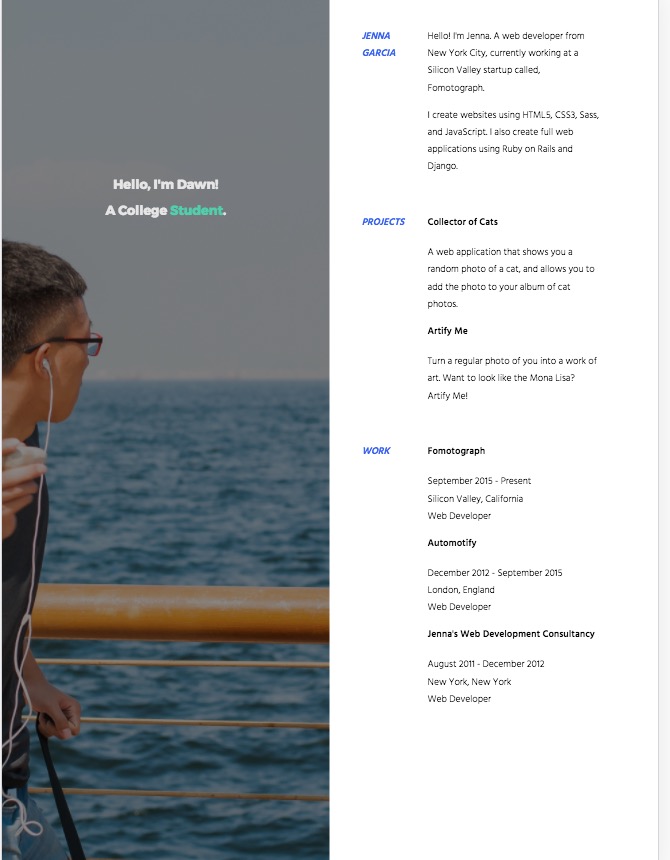 Hello, I'm Dawn!
A College Student.
JENNA
GARCIA
Hello! I'm Jenna. A web developer from
New York City, currently working at a
Silicon Valley startup called,
Fomotograph.
I create websites using HTML5, CSS3, Sass,
and JavaScript. I also create full web
applications using Ruby on Rails and
Django.
PROJECTS
Collector of Cats
A web application that shows you a
random photo of a cat, and allows you to
add the photo to your album of cat
photos.
Artify Me
Turn a regular photo of you into a work of
art. Want to look like the Mona Lisa?
Artify Me!
WORK
Fomotograph
September 2015 - Present
Silicon Valley, California
Web Developer
Automotify
December 2012 - September 2015
London, England
Web Developer
Jenna's Web Development Consultancy
August 2011 - December 2012
New York, New York
Web Developer